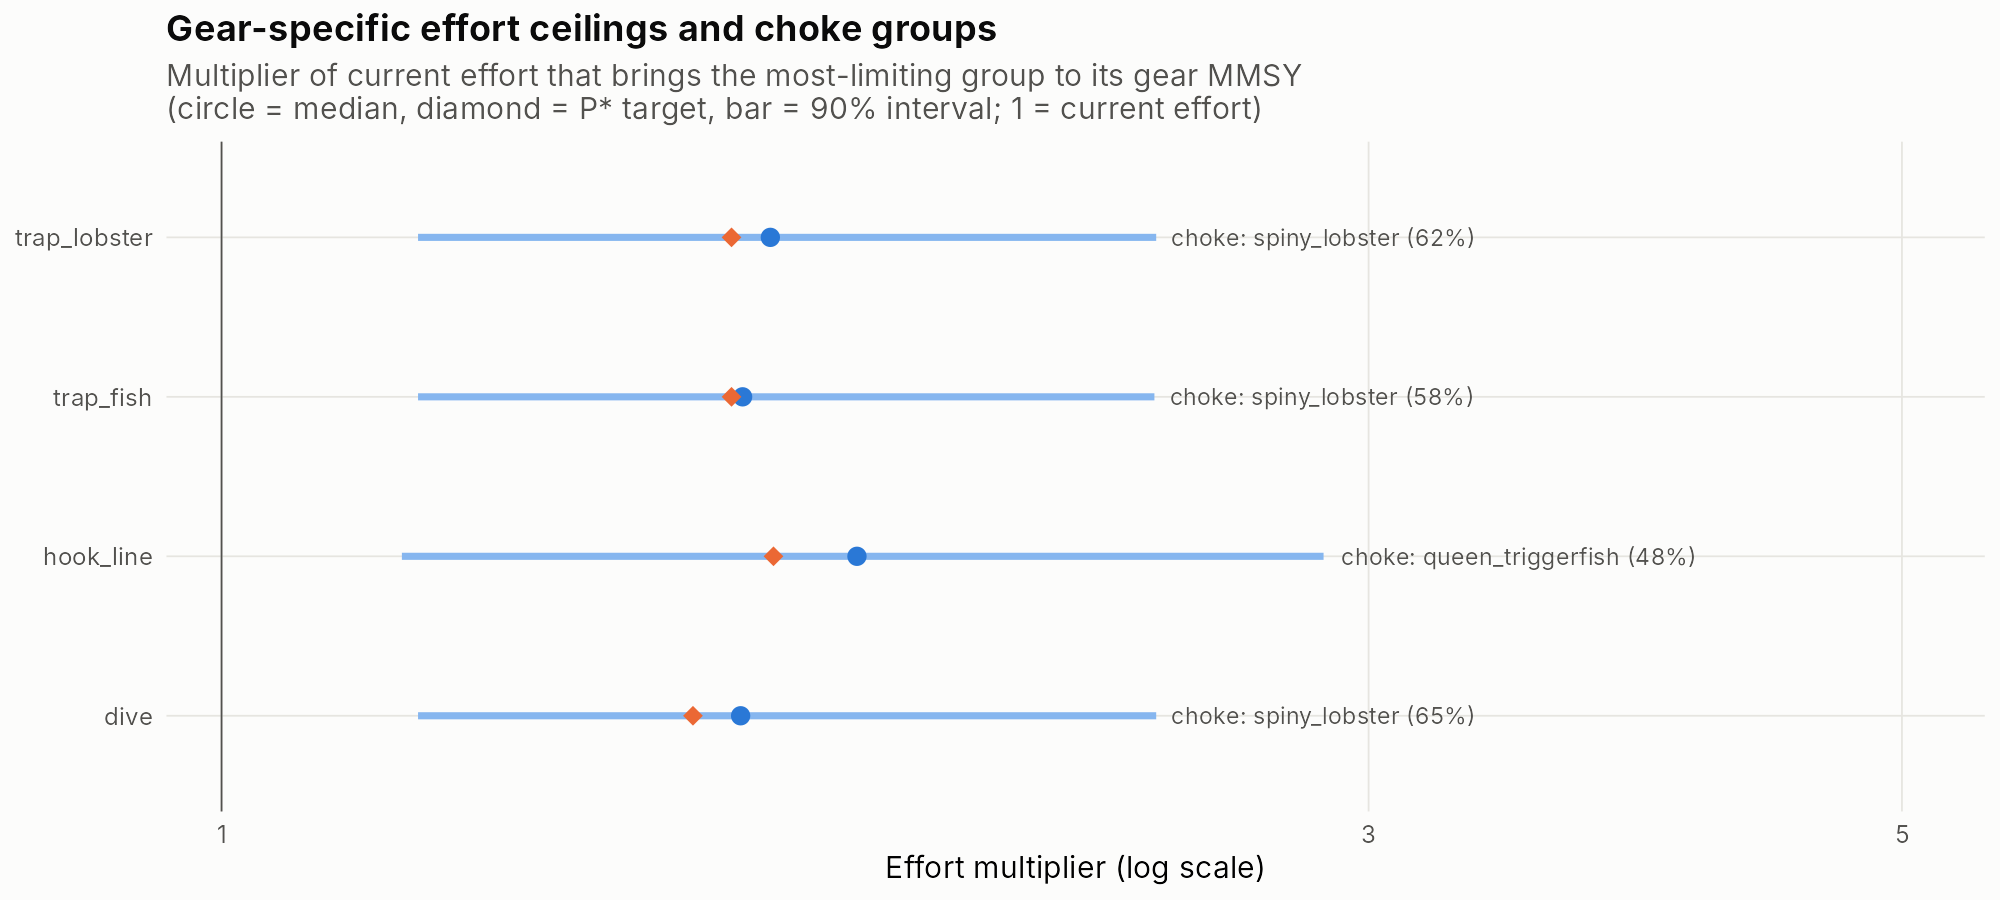 Gear-specific effort ceilings and choke groups
Multiplier of current effort that brings the most-limiting group to its gear MMSY
(circle = median, diamond = P* target, bar = 90% interval; 1 = current effort)
trap_lobster
choke: spiny_lobster (62%)
trap_fish
choke: spiny_lobster (58%)
hook_line
choke: queen_triggerfish (48%)
dive
choke: spiny_lobster (65%)
1
3
5
Effort multiplier (log scale)